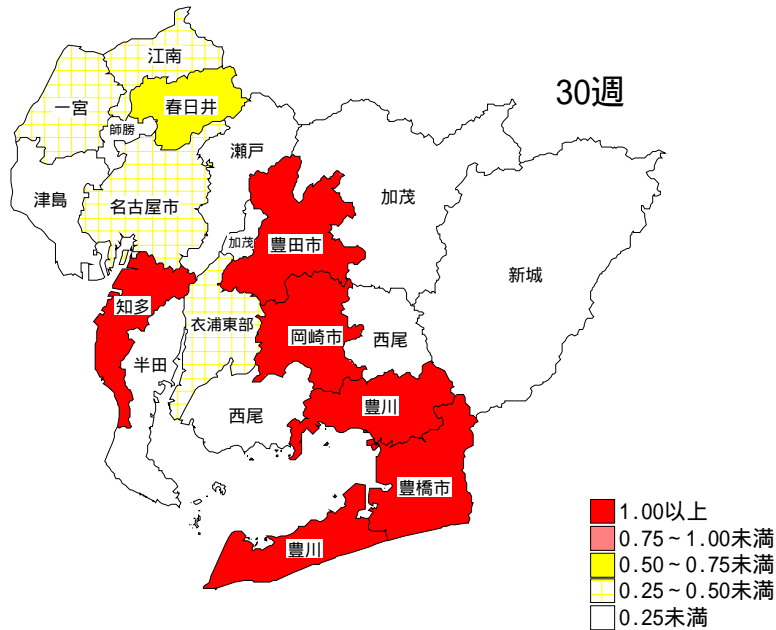 江南
30週
一宮
春日井
師勝
瀬戸
津島
名古屋市
加茂
加茂
豊田市
新城
知多
衣浦東部
岡崎市
西尾
半田
西尾
豊川
豊橋市
豊川
1.00以上
0.75~1.00未満
0.50~0.75未満
0.25~0.50未満
0.25未満